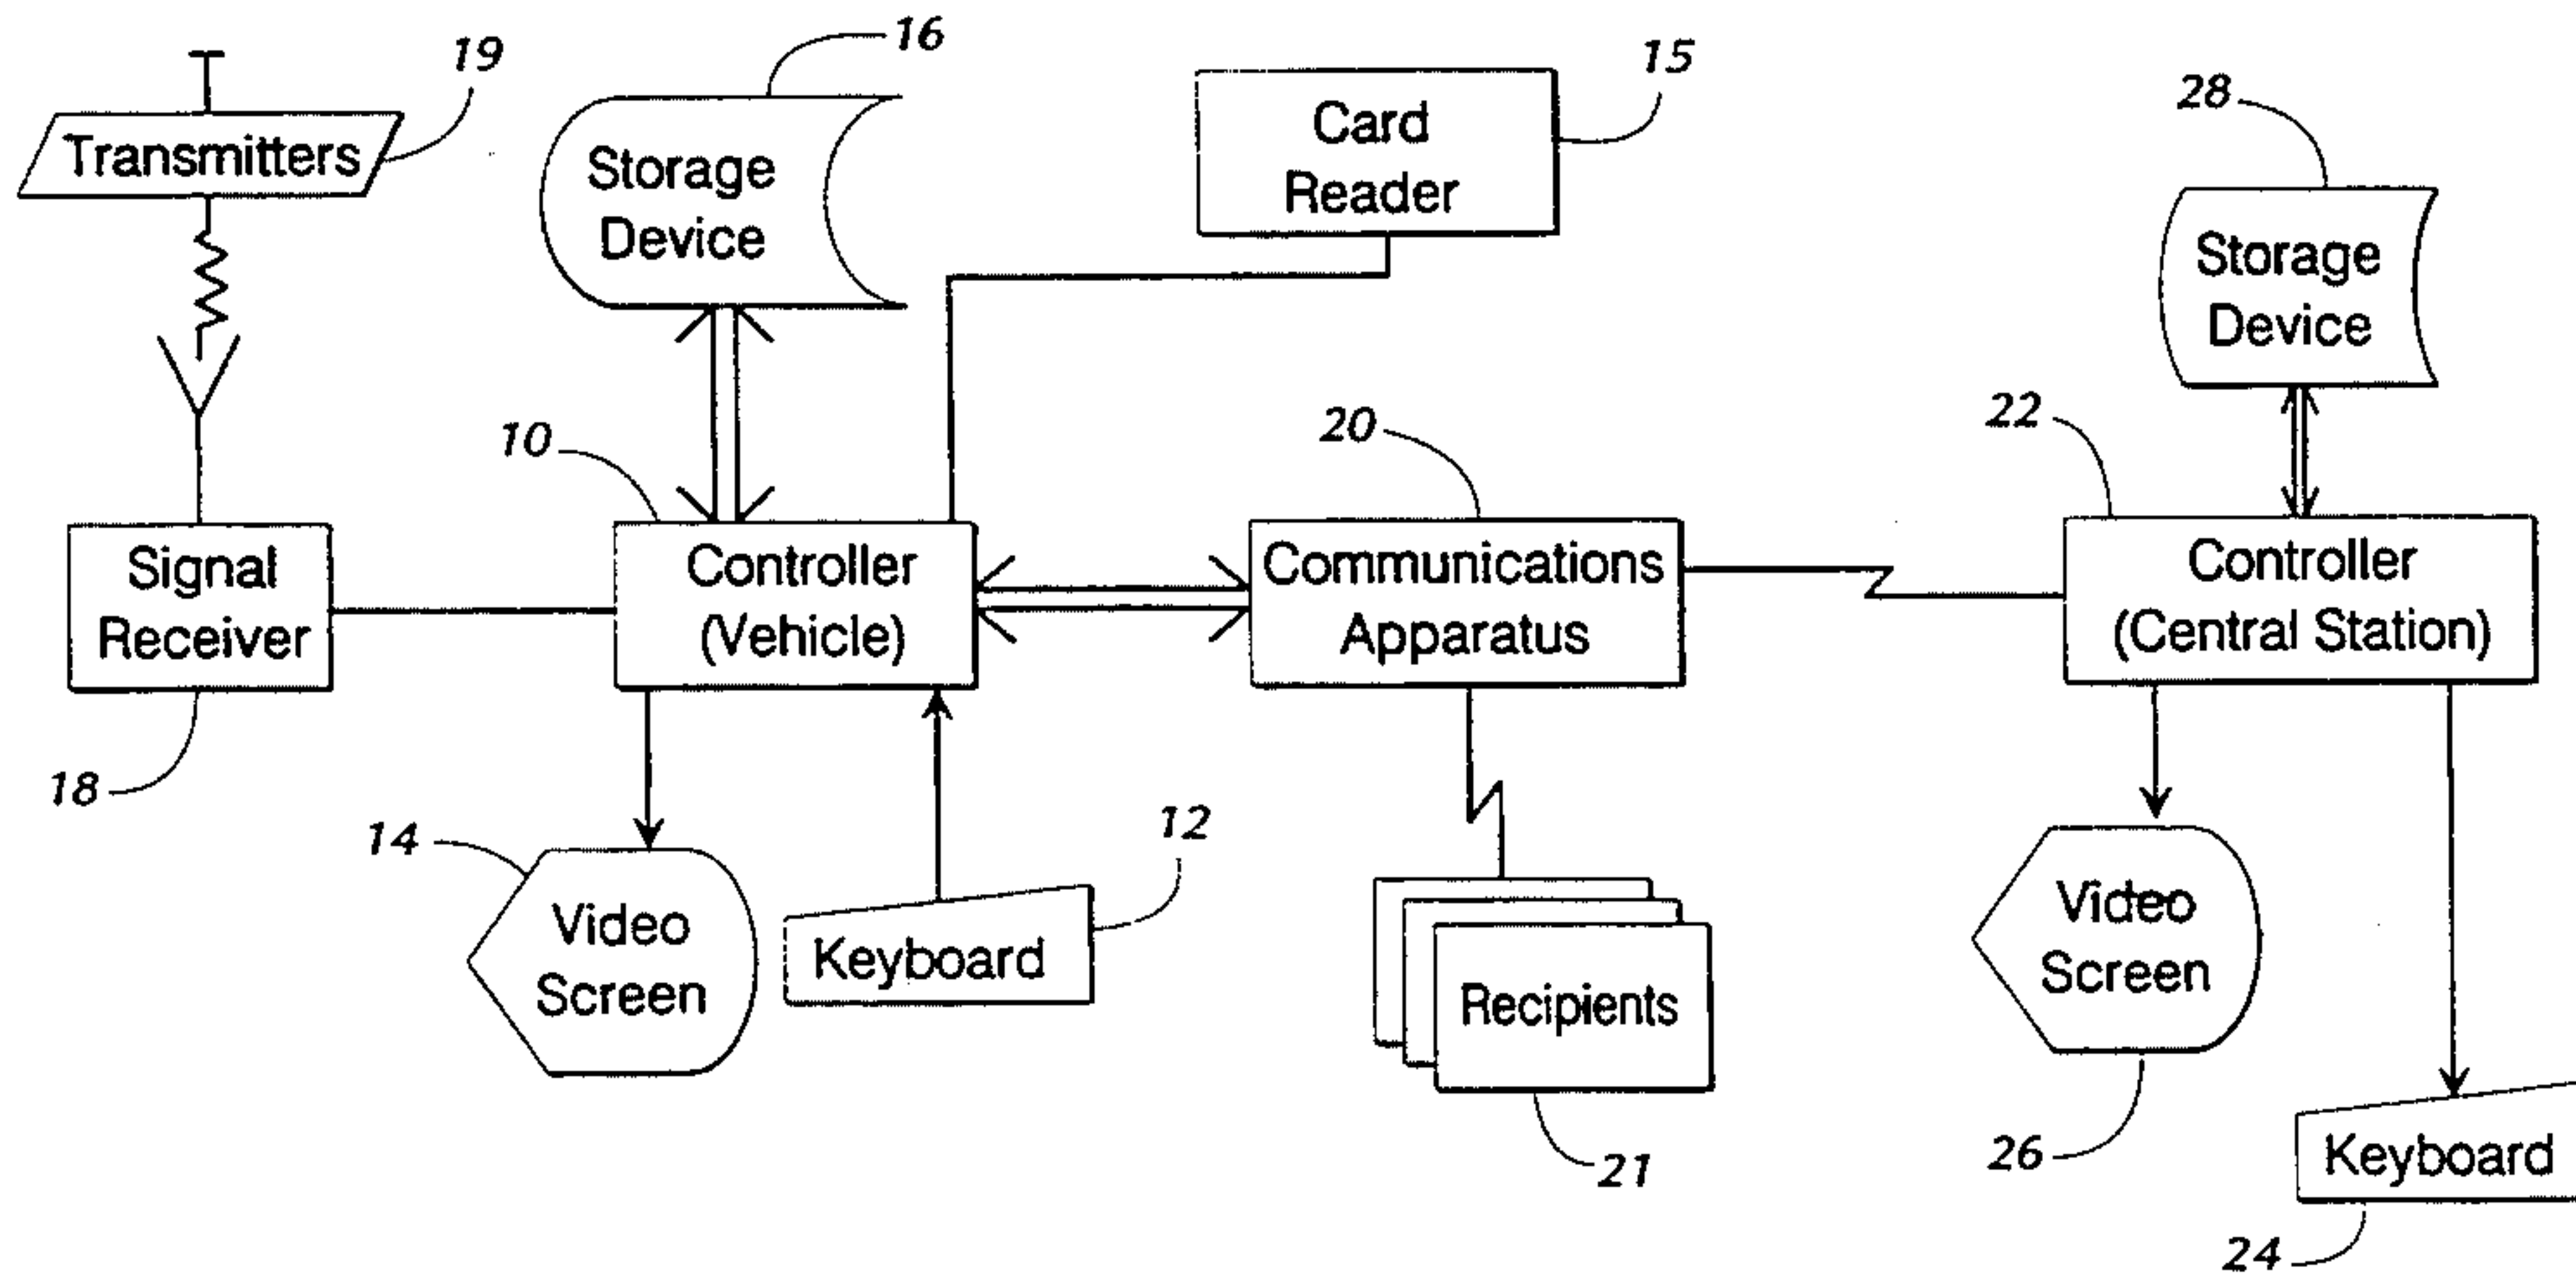 19
Transmitters
16
Storage
Device
15
Card
Reader
28
Storage
Device
10
20
22
Signal
Receiver
18
Controller
(Vehicle)
Communications
Apparatus
Controller
(Central Station)
14
Video
Screen
12
Keyboard
Recipients
21
Video
Screen
26
Keyboard
24